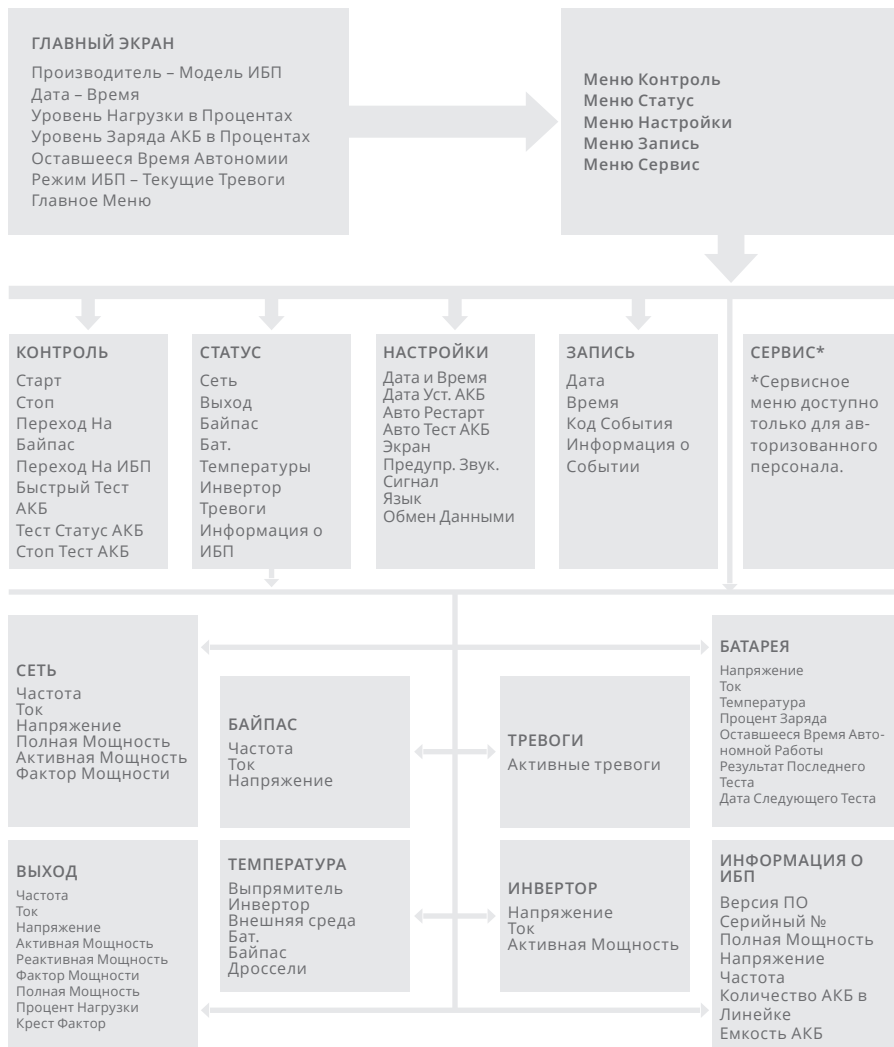 ГЛАВНЫЙ ЭКРАН
Производитель – Модель ИБП
Дата – Время
Уровень Нагрузки в Процентах
Уровень Заряда АКБ в Процентах
Оставшееся Время Автономии
Режим ИБП – Текущие Тревоги
Главное Меню
Меню Контроль
Меню Статус
Меню Настройки
Меню Запись
Меню Сервис
КОНТРОЛЬ
Старт
Стоп
Переход На
Байпас
Переход На ИБП
Быстрый Тест
АКБ
Тест Статус АКБ
Стоп Тест АКБ
СТАТУС
Сеть
Выход
Байпас
Бат.
Температуры
Инвертор
Тревоги
Информация о
ИБП
НАСТРОЙКИ
Дата и Время
Дата Уст. АКБ
Авто Рестарт
Авто Тест АКБ
Экран
Предупр. Звук.
Сигнал
Язык
Обмен Данными
ЗАПИСЬ
Дата
Время
Код События
Информация о
Событии
СЕРВИС*
*Сервисное
меню доступно
только для ав-
торизованного
персонала.
СЕТЬ
Частота
Ток
Напряжение
Полная Мощность
Активная Мощность
Фактор Мощности
БАЙПАС
Частота
Ток
Напряжение
ТРЕВОГИ
Активные тревоги
БАТАРЕЯ
Напряжение
Ток
Температура
Процент Заряда
Оставшееся Время Авто-
номной Работы
Результат Последнего
Теста
Дата Следующего Теста
ВЫХОД
Частота
Ток
Напряжение
Активная Мощность
Реактивная Мощность
Фактор Мощности
Полная Мощность
Процент Нагрузки
Крест Фактор
ТЕМПЕРАТУРА
Выпрямитель
Инвертор
Внешняя среда
Бат.
Байпас
Дроссели
ИНВЕРТОР
Напряжение
Ток
Активная Мощность
ИНФОРМАЦИЯ О
ИБП
Версия ПО
Серийный №
Полная Мощность
Напряжение
Частота
Количество АКБ в
Линейке
Емкость АКБ